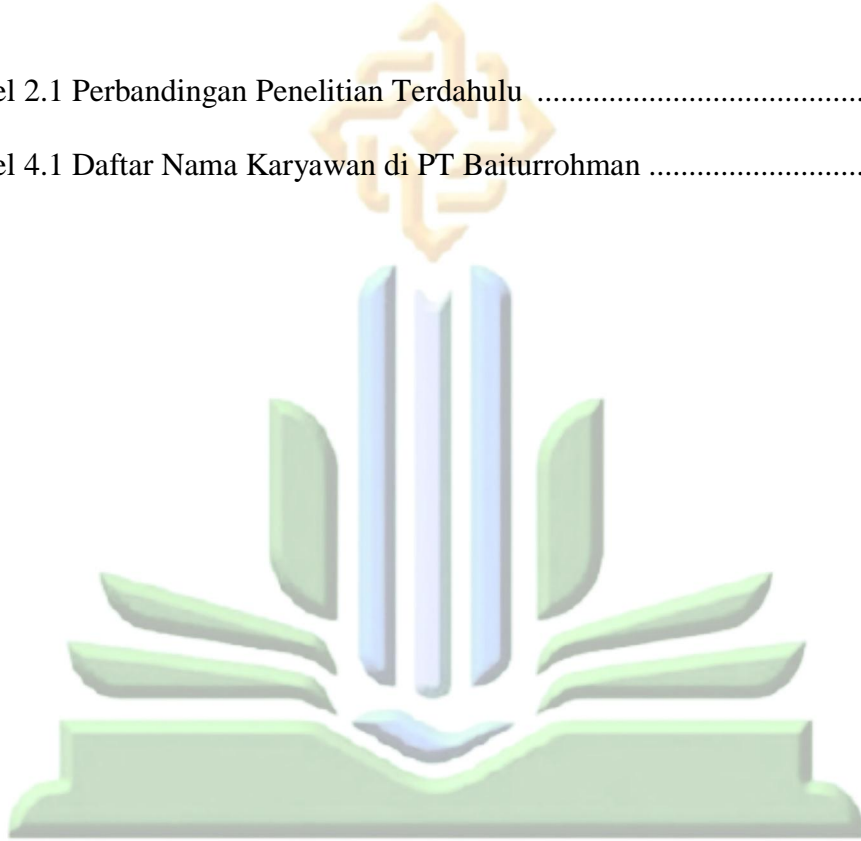 el 2.1 Perbandingan Penelitian Terdahulu .........................................
el 4.1 Daftar Nama Karyawan di PT Baiturrohman ...........................